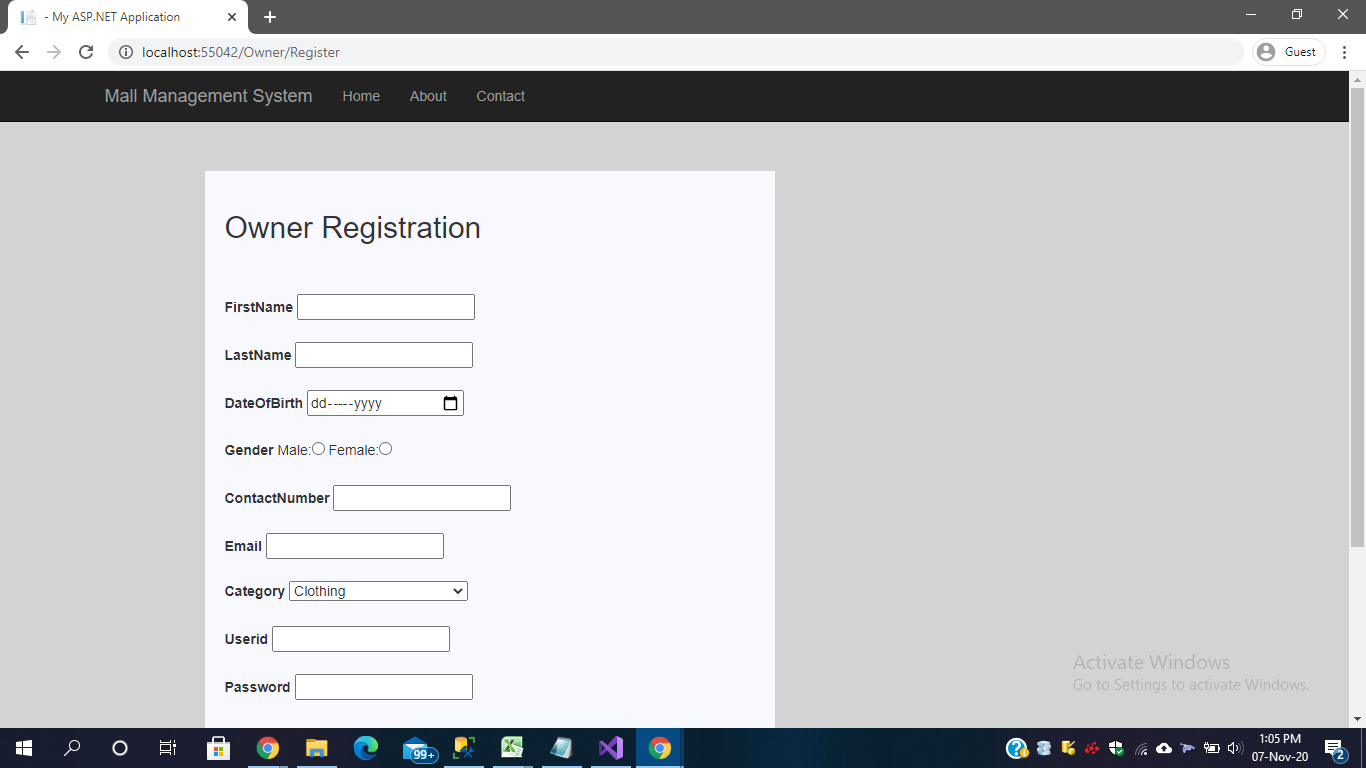 - My ASP.NET Application
localhost:55042/Owner/Register
Guest
Mall Management System Home About Contact
Owner Registration
FirstName
LastName
DateOfBirth dd-----yyyy
Gender Male: Female:
ContactNumber
Email
Category Clothing
Userid
Password
Activate Windows
Go to Settings to activate Windows.
99+
1:05 PM
07-Nov-20
2